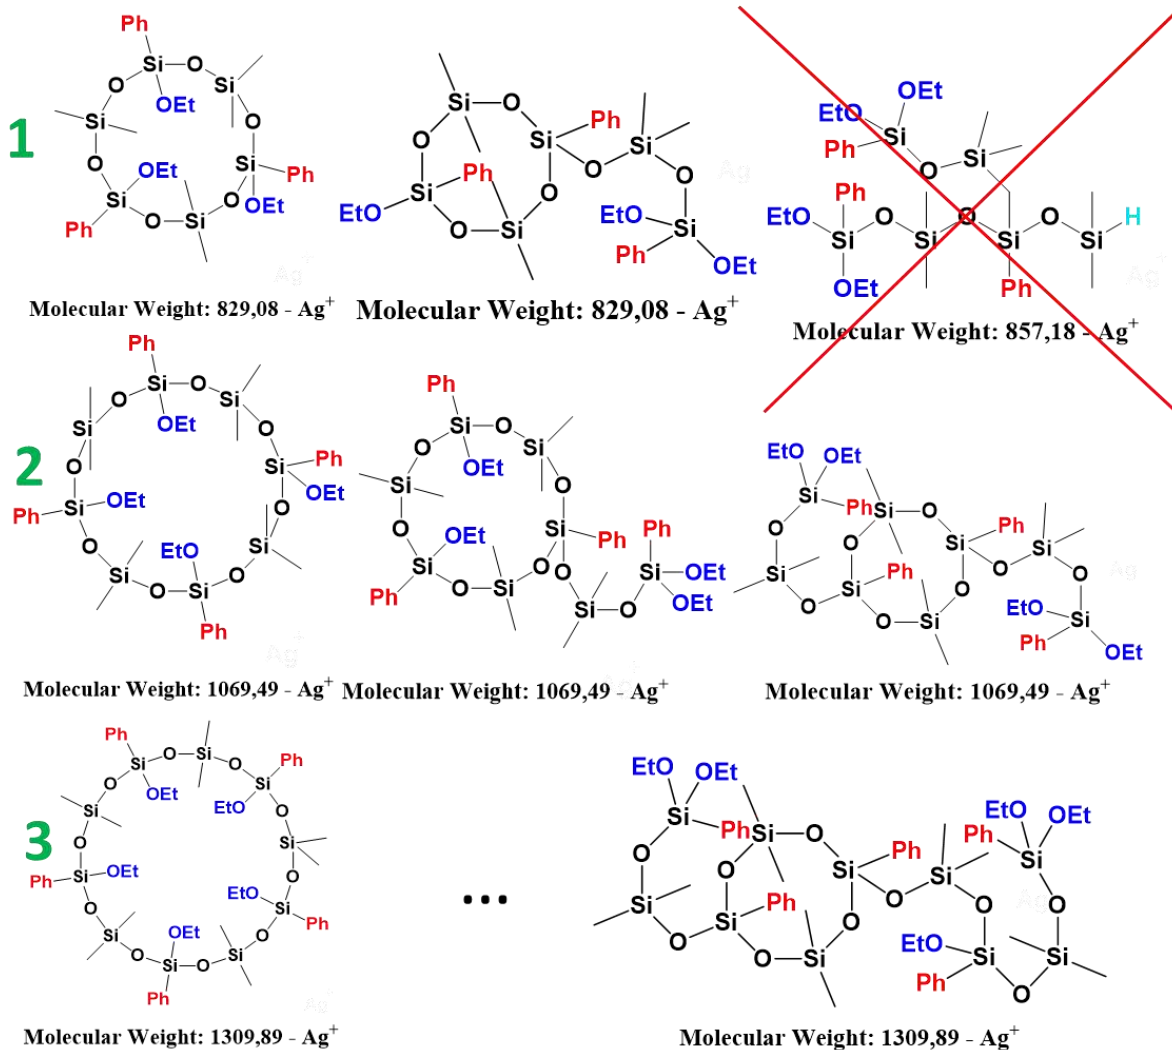 1
Ph
Si O Si
O OEt
Si O
O OEt Si Ph
Si O OEt
Ph O Si
Ag+
Molecular Weight: 829,08 - Ag+
Si O
O Si Ph
Ph O Si
EtO Si O O
O Si EtO Si
Ph OEt
Ag
Molecular Weight: 829,08 - Ag+
OEt
EtO Si
Ph O Si
Ph
EtO Si O Si O Si O Si H
OEt Ph
Ag+
Molecular Weight: 857,18 - Ag+
2
Ph
Si O Si
O OEt O
Si Ph
O Si OEt
Ph Si OEt O
O EtO Si
Si O Si O
Ph
Ag+
Molecular Weight: 1069,49 - Ag+
Ph
Si O Si
O OEt
Si O
O Si Ph Ph
OEt
Si O O Si OEt
Ph O Si OEt
Si O
Ag+
Molecular Weight: 1069,49 - Ag+
EtO OEt
Si Ph Si O
O O Si Ph Si
Si Ph O O
O Si O EtO Si
O Si Ph OEt
Ag
Molecular Weight: 1069,49 - Ag+
3
Ph O Si O Ph
Si Si
O OEt EtO O
Si
O Si
Ph Si OEt O
O EtO Si Ph
Si OEt O
O Si O Si
Ph
Ag+
Molecular Weight: 1309,89 - Ag+
...
EtO OEt
Si Ph Si O
O O Si Ph Si
Si Ph O O
O Si O
O Si
EtO OEt
Ph Si
O
EtO Si Si
Ph O
Ag
Molecular Weight: 1309,89 - Ag+